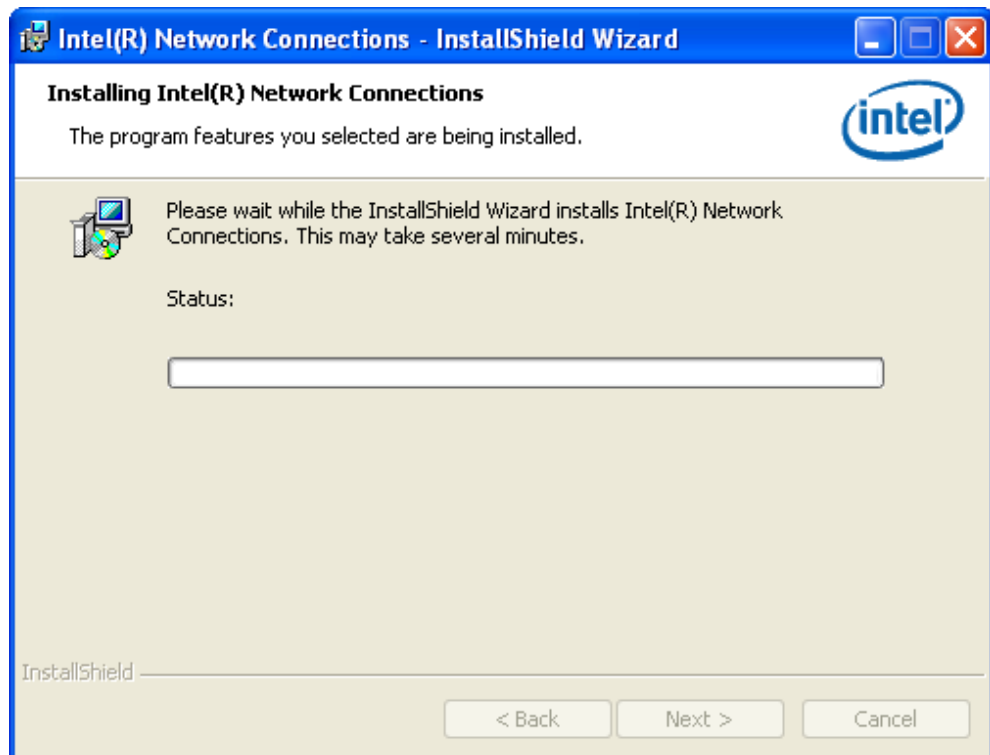 Intel(R) Network Connections - InstallShield Wizard
Installing Intel(R) Network Connections
The program features you selected are being installed.
intel
Please wait while the InstallShield Wizard installs Intel(R) Network
Connections. This may take several minutes.
Status:
InstallShield
< Back
Next >
Cancel